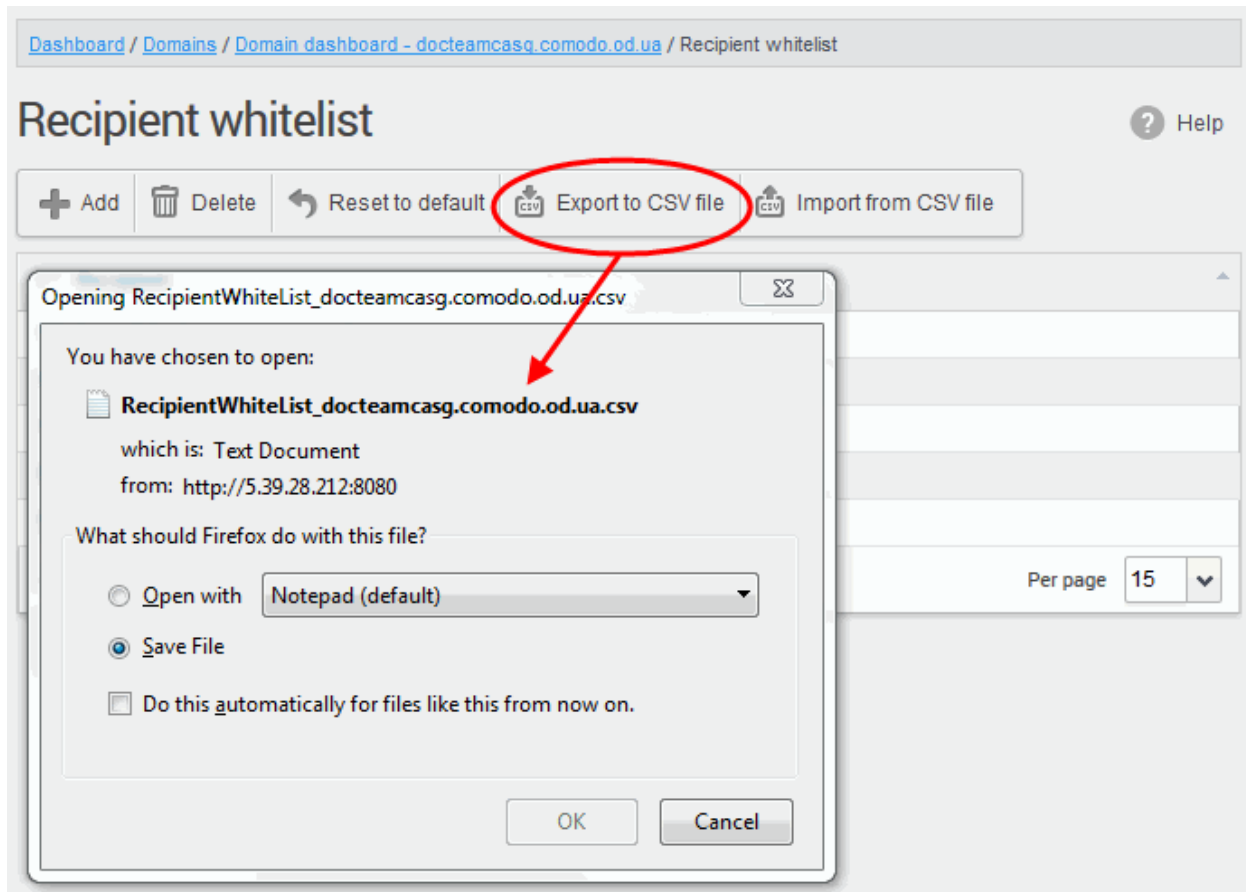 Dashboard / Domains / Domain dashboard - docteamcasg.comodo.od.ua / Recipient whitelist
Recipient whitelist
Help
Add Delete Reset to default Export to CSV file Import from CSV file
Opening RecipientWhiteList_docteamcasg.comodo.od.ua.csv
You have chosen to open:
RecipientWhiteList_docteamcasg.comodo.od.ua.csv
which is: Text Document
from: http://5.39.28.212:8080
What should Firefox do with this file?
Open with Notepad (default)
Save File
Do this automatically for files like this from now on.
OK Cancel
Per page 15